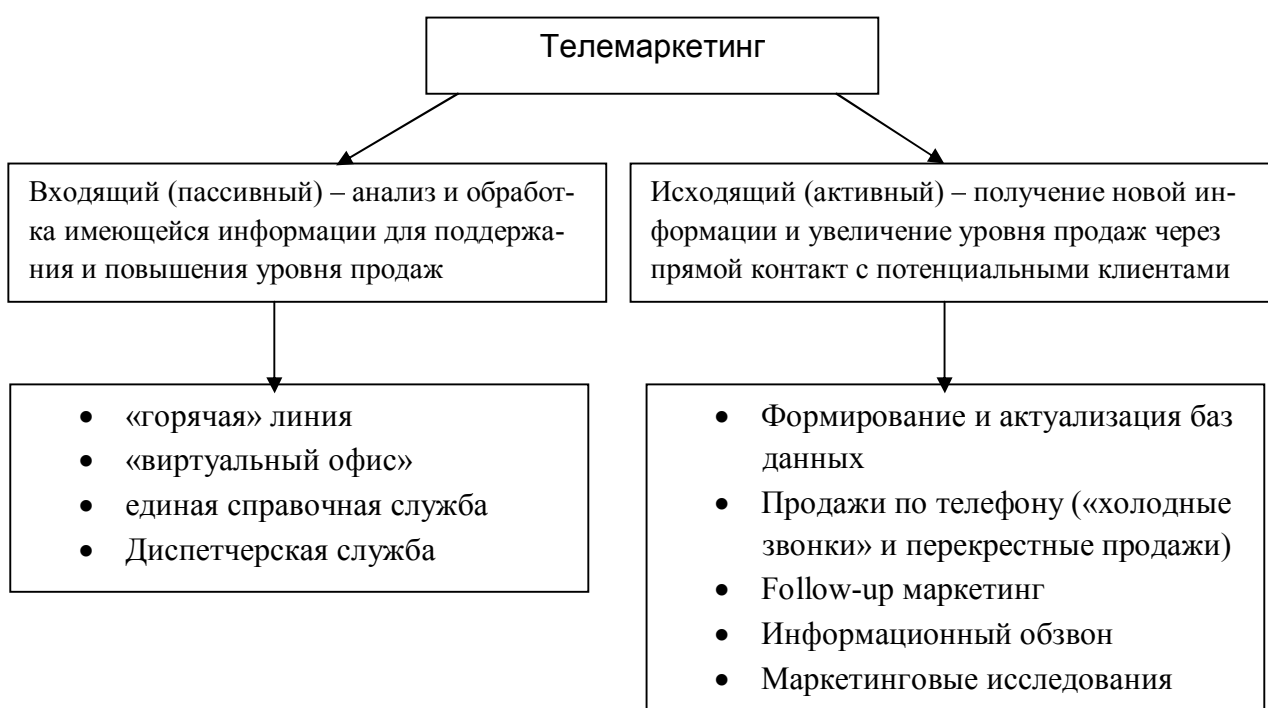 Телемаркетинг
Входящий (пассивный) – анализ и обработ-
ка имеющейся информации для поддержа-
ния и повышения уровня продаж
Исходящий (активный) – получение новой ин-
формации и увеличение уровня продаж через
прямой контакт с потенциальными клиентами
• «горячая» линия
• «виртуальный офис»
• единая справочная служба
• Диспетчерская служба
• Формирование и актуализация баз
данных
• Продажи по телефону («холодные
звонки» и перекрестные продажи)
• Follow-up маркетинг
• Информационный обзвон
• Маркетинговые исследования